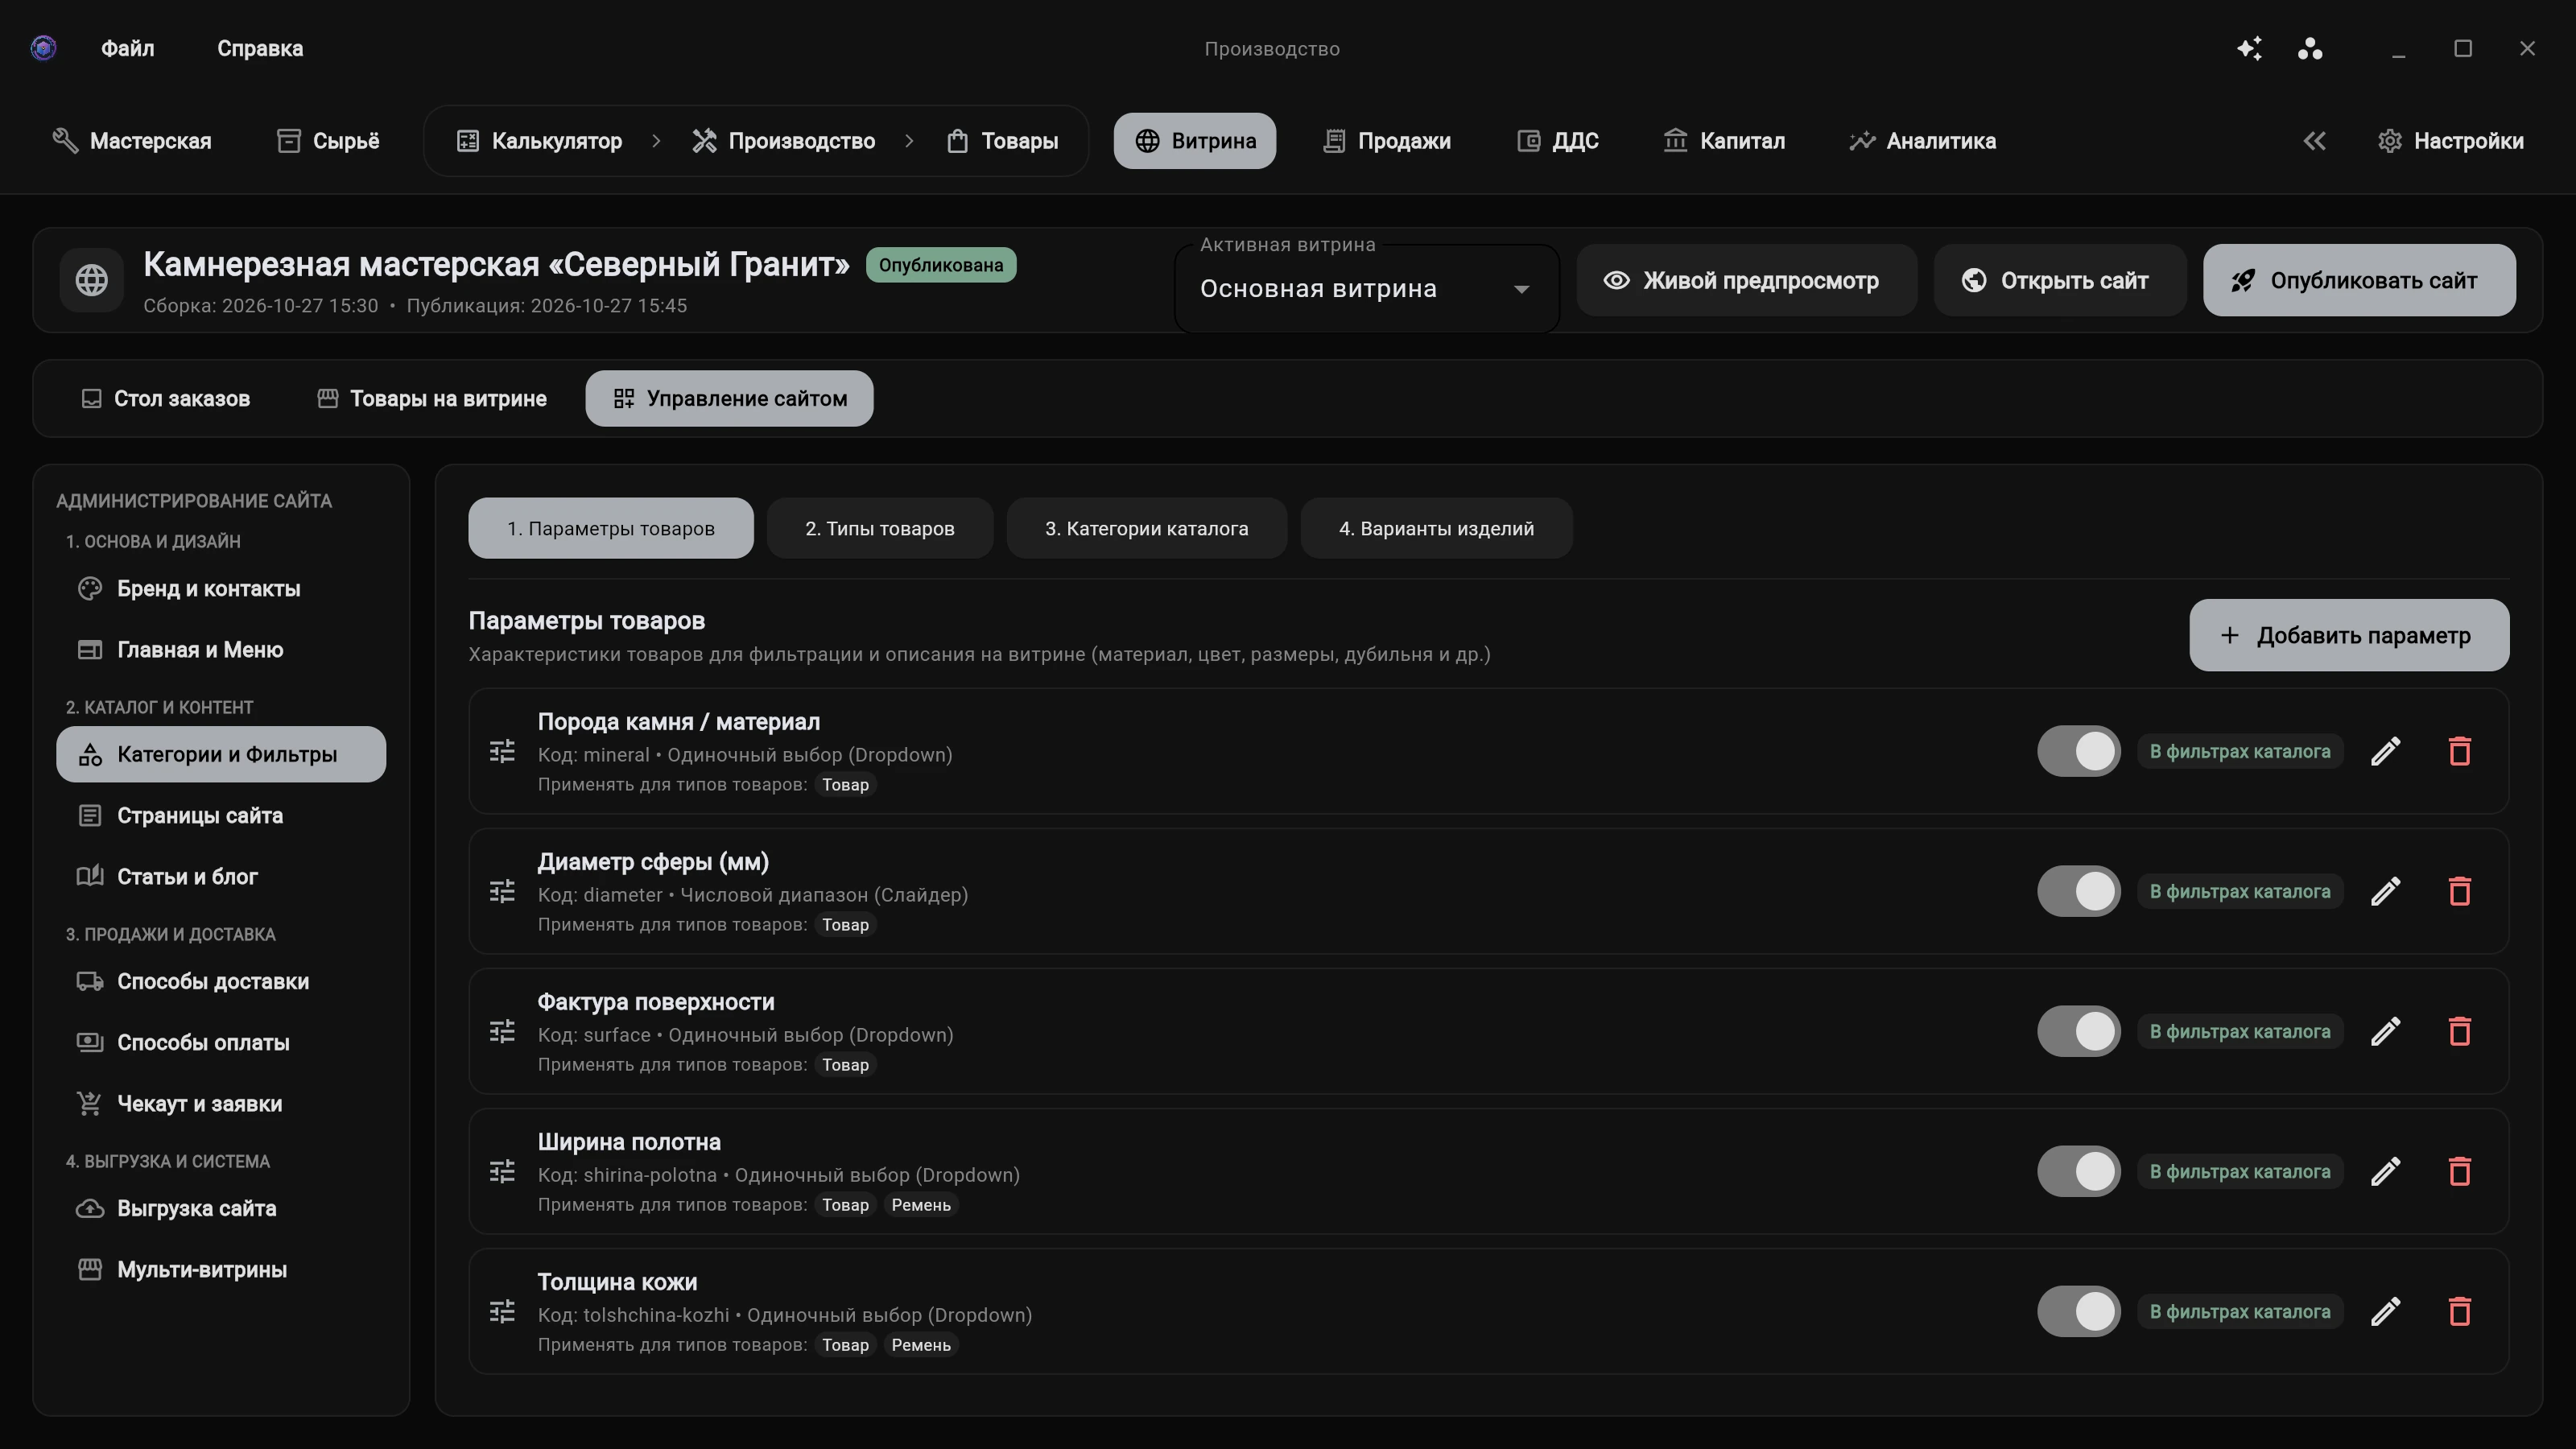 Файл
Справка
Производство
Мастерская
Сырьё
Калькулятор
Производство
Товары
Витрина
Продажи
ДДС
Капитал
Аналитика
Настройки
Камнерезная мастерская «Северный Гранит»
Опубликована
Сборка: 2026-10-27 15:30 • Публикация: 2026-10-27 15:45
Активная витрина
Основная витрина
Живой предпросмотр
Открыть сайт
Опубликовать сайт
Стол заказов
Товары на витрине
Управление сайтом
АДМИНИСТРИРОВАНИЕ САЙТА
1. ОСНОВА И ДИЗАЙН
Бренд и контакты
Главная и Меню
2. КАТАЛОГ И КОНТЕНТ
Категории и Фильтры
Страницы сайта
Статьи и блог
3. ПРОДАЖИ И ДОСТАВКА
Способы доставки
Способы оплаты
Чекаут и заявки
4. ВЫГРУЗКА И СИСТЕМА
Выгрузка сайта
Мульти-витрины
1. Параметры товаров
2. Типы товаров
3. Категории каталога
4. Варианты изделий
Параметры товаров
Характеристики товаров для фильтрации и описания на витрине (материал, цвет, размеры, дубильня и др.)
Добавить параметр
Порода камня / материал
Код: mineral • Одиночный выбор (Dropdown)
Применять для типов товаров: Товар
В фильтрах каталога
Диаметр сферы (мм)
Код: diameter • Числовой диапазон (Слайдер)
Применять для типов товаров: Товар
В фильтрах каталога
Фактура поверхности
Код: surface • Одиночный выбор (Dropdown)
Применять для типов товаров: Товар
В фильтрах каталога
Ширина полотна
Код: shirina-polotna • Одиночный выбор (Dropdown)
Применять для типов товаров: Товар Ремень
В фильтрах каталога
Толщина кожи
Код: tolshchina-kozhi • Одиночный выбор (Dropdown)
Применять для типов товаров: Товар Ремень
В фильтрах каталога